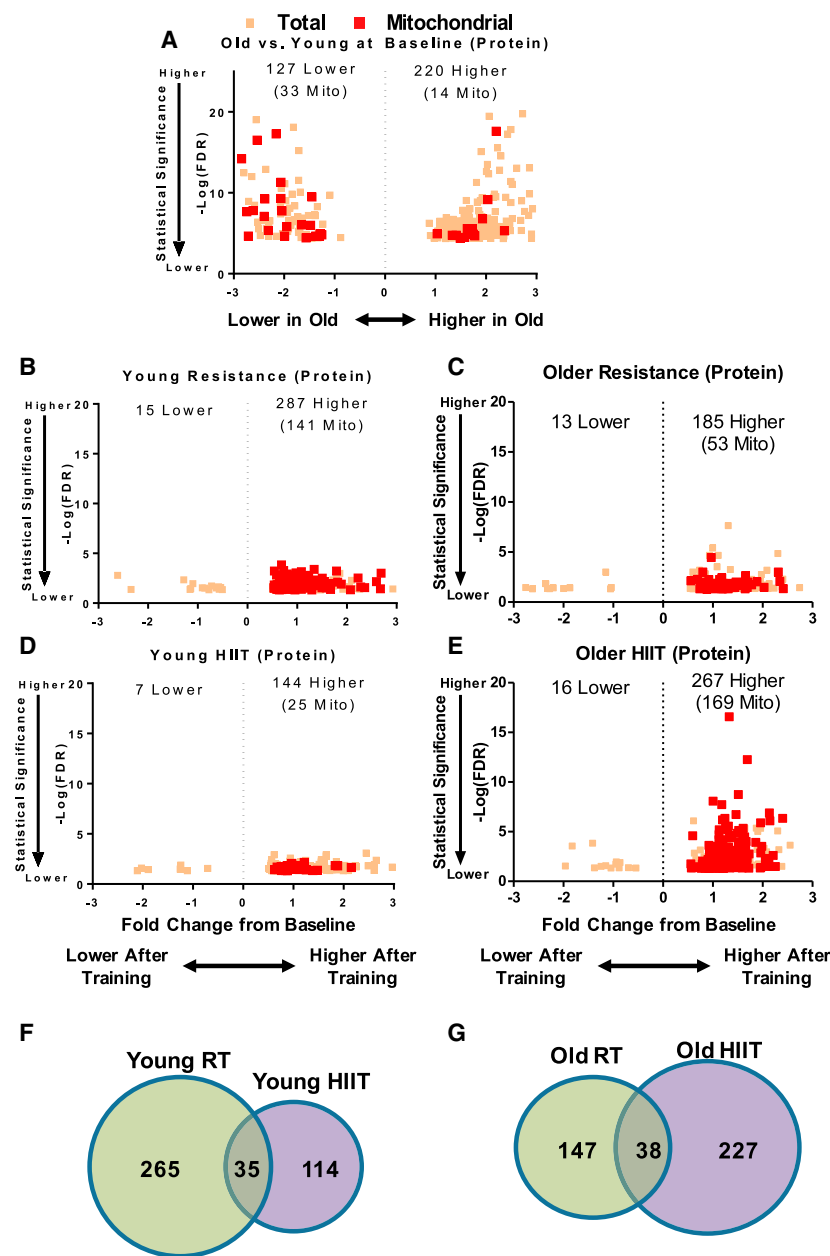 Total Mitochondrial
A
Old vs. Young at Baseline (Protein)
127 Lower
(33 Mito)
220 Higher
(14 Mito)
Higher
Statistical Significance
Lower
-Log(FDR)
20
10
0
-3 -2 -1 0 1 2 3
Lower in Old Higher in Old
B
Young Resistance (Protein)
15 Lower
287 Higher
(141 Mito)
Higher
Statistical Significance
Lower
-Log(FDR)
20
15
10
5
0
-3 -2 -1 0 1 2 3
C
Older Resistance (Protein)
13 Lower
185 Higher
(53 Mito)
Higher
Statistical Significance
Lower
-Log(FDR)
20
15
10
5
0
-3 -2 -1 0 1 2 3
D
Young HIIT (Protein)
7 Lower
144 Higher
(25 Mito)
Higher
Statistical Significance
Lower
-Log(FDR)
20
15
10
5
0
-3 -2 -1 0 1 2 3
Fold Change from Baseline
Lower After
Training
Higher After
Training
E
Older HIIT (Protein)
16 Lower
267 Higher
(169 Mito)
Higher
Statistical Significance
Lower
-Log(FDR)
20
15
10
5
0
-3 -2 -1 0 1 2 3
Fold Change from Baseline
Lower After
Training
Higher After
Training
F
Young RT
Young HIIT
265 35 114
G
Old RT
Old HIIT
147 38 227